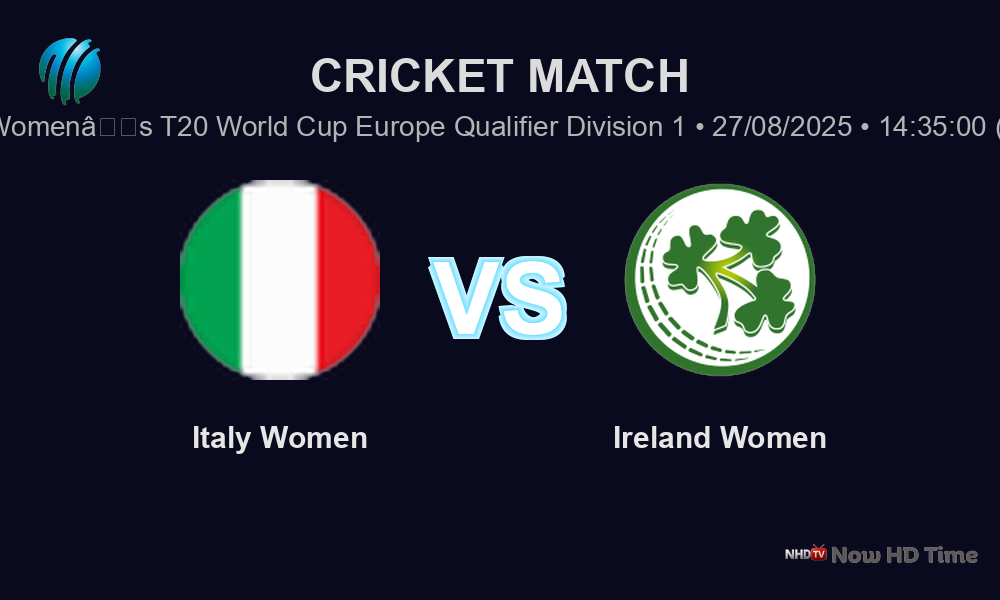 CRICKET MATCH
Womenâ□□s T20 World Cup Europe Qualifier Division 1 • 27/08/2025 • 14:35:00 (
VS
Italy Women
Ireland Women
NHDTV Now HD Time